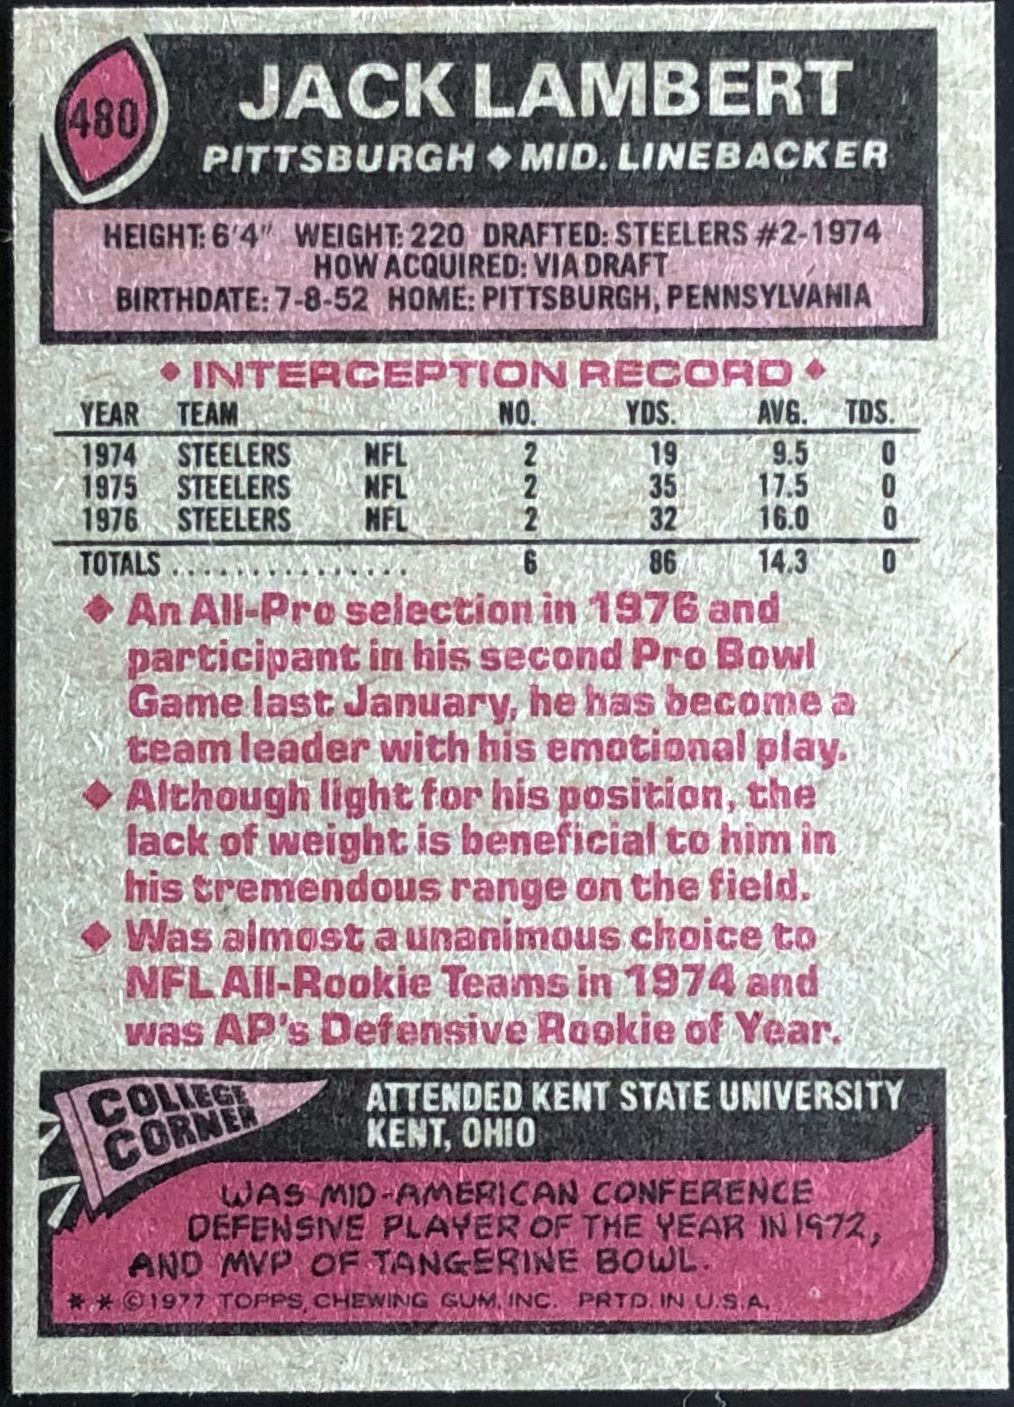 480
JACK LAMBERT
PITTSBURGH ◆ MID. LINEBACKER
HEIGHT: 6'4" WEIGHT: 220 DRAFTED: STEELERS #2-1974
HOW ACQUIRED: VIA DRAFT
BIRTHDATE: 7-8-52 HOME: PITTSBURGH, PENNSYLVANIA
◆ INTERCEPTION RECORD ◆
YEAR TEAM NO. YDS. AVG. TDS.
1974 STEELERS NFL 2 19 9.5 0
1975 STEELERS NFL 2 35 17.5 0
1976 STEELERS NFL 2 32 16.0 0
TOTALS ............... 6 86 14.3 0
◆ An All-Pro selection in 1976 and
participant in his second Pro Bowl
Game last January, he has become a
team leader with his emotional play.
◆ Although light for his position, the
lack of weight is beneficial to him in
his tremendous range on the field.
◆ Was almost a unanimous choice to
NFL All-Rookie Teams in 1974 and
was AP's Defensive Rookie of Year.
COLLEGE
CORNER
ATTENDED KENT STATE UNIVERSITY
KENT, OHIO
WAS MID-AMERICAN CONFERENCE
DEFENSIVE PLAYER OF THE YEAR IN 1972,
AND MVP OF TANGERINE BOWL.
* * © 1977 TOPPS CHEWING GUM, INC. PRTD. IN U.S.A.